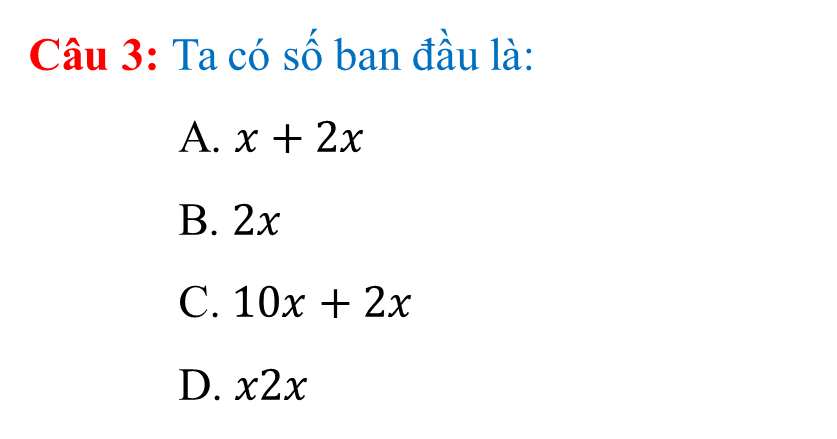 Câu 3: Ta có số ban đầu là:
A. x + 2x
B. 2x
C. 10x + 2x
D. x2x